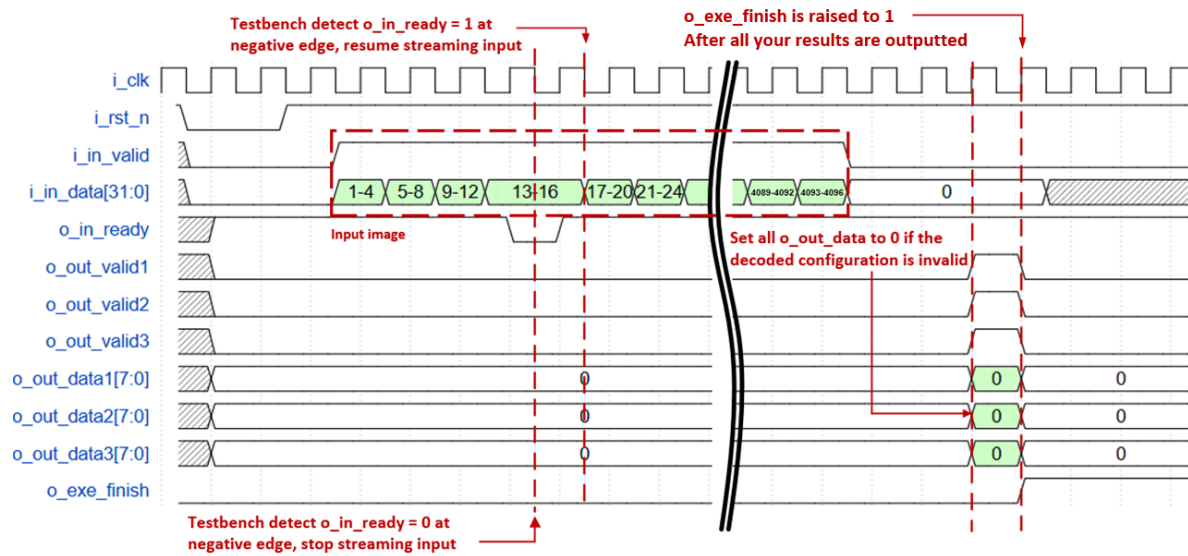 Testbench detect o_in_ready = 1 at
negative edge, resume streaming input
o_exe_finish is raised to 1
After all your results are outputted
i_clk
i_rst_n
i_in_valid
i_in_data[31:0] 1-4 5-8 9-12 13-16 17-20 21-24 4089-4092 4093-4096 0
o_in_ready
Input image
Set all o_out_data to 0 if the
decoded configuration is invalid
o_out_valid1
o_out_valid2
o_out_valid3
o_out_data1[7:0] 0 0 0
o_out_data2[7:0] 0 0 0
o_out_data3[7:0] 0 0 0
o_exe_finish
Testbench detect o_in_ready = 0 at
negative edge, stop streaming input